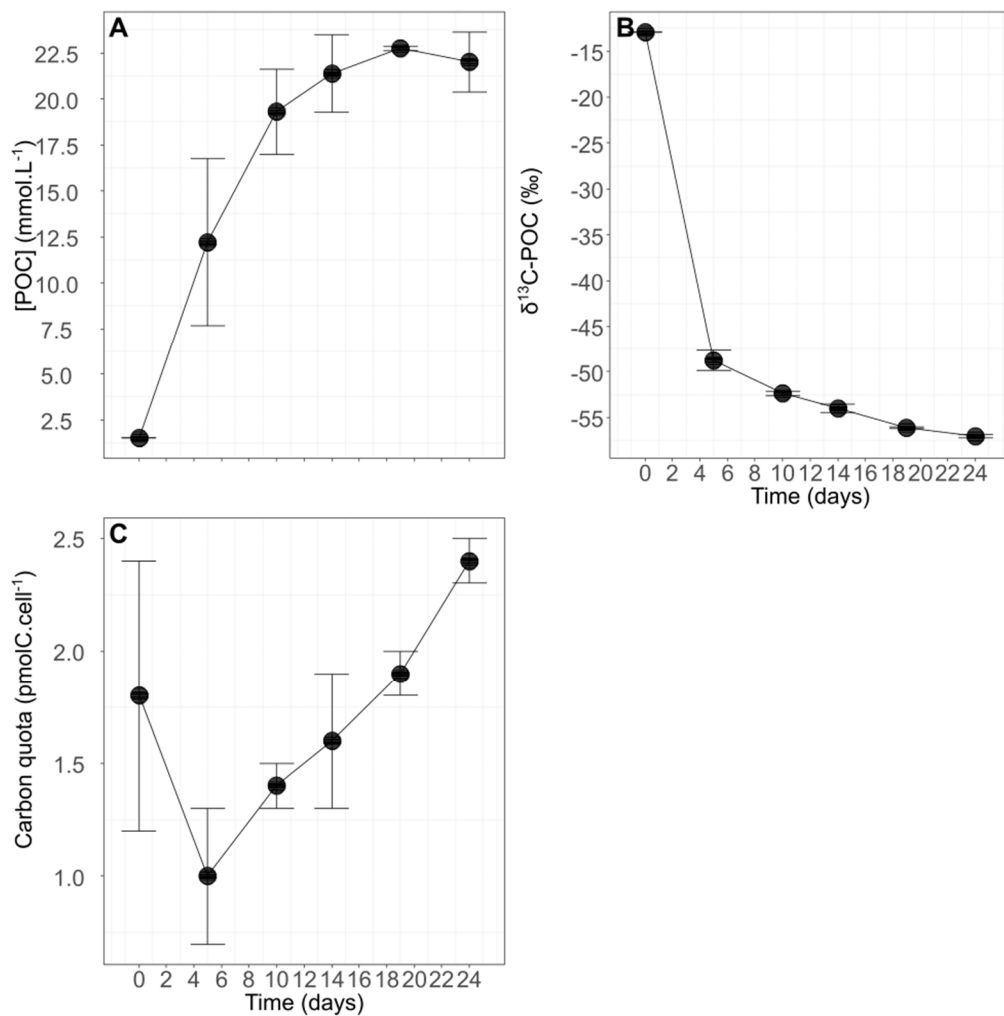 A
[POC] (mmol.L⁻¹)
22.5
20.0
17.5
15.0
12.5
10.0
7.5
5.0
2.5
B
δ¹³C-POC (‰)
-15
-20
-25
-30
-35
-40
-45
-50
-55
0 2 4 6 8 10 12 14 16 18 20 22 24
Time (days)
C
Carbon quota (pmolC.cell⁻¹)
2.5
2.0
1.5
1.0
0 2 4 6 8 10 12 14 16 18 20 22 24
Time (days)